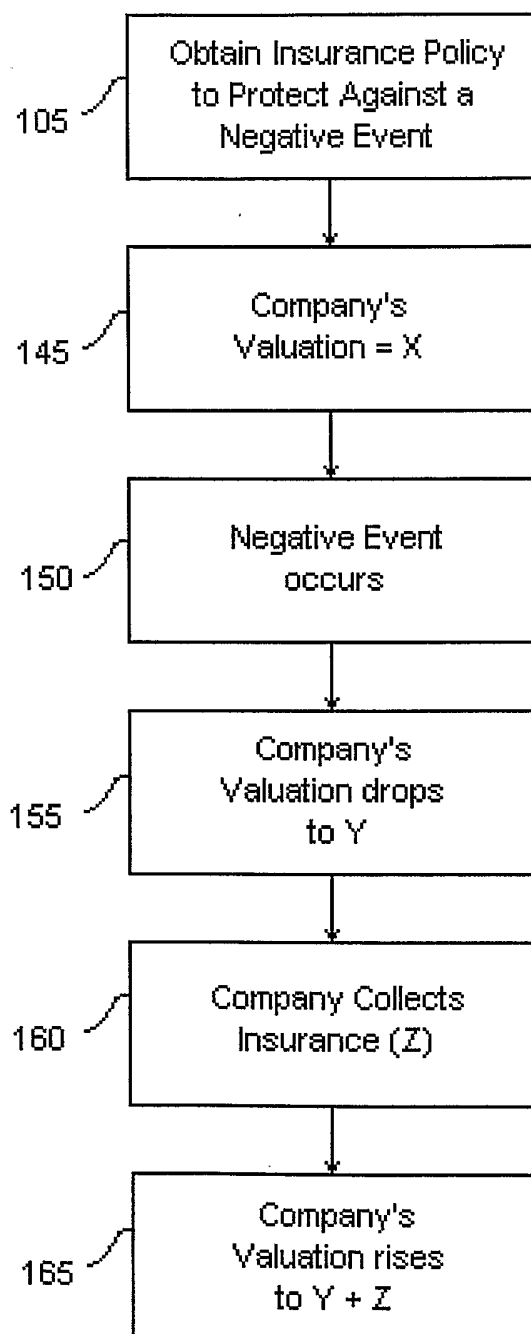 Obtain Insurance Policy
to Protect Against a
Negative Event
105
Company's
Valuation = X
145
Negative Event
occurs
150
Company's
Valuation drops
to Y
155
Company Collects
Insurance (Z)
160
Company's
Valuation rises
to Y + Z
165